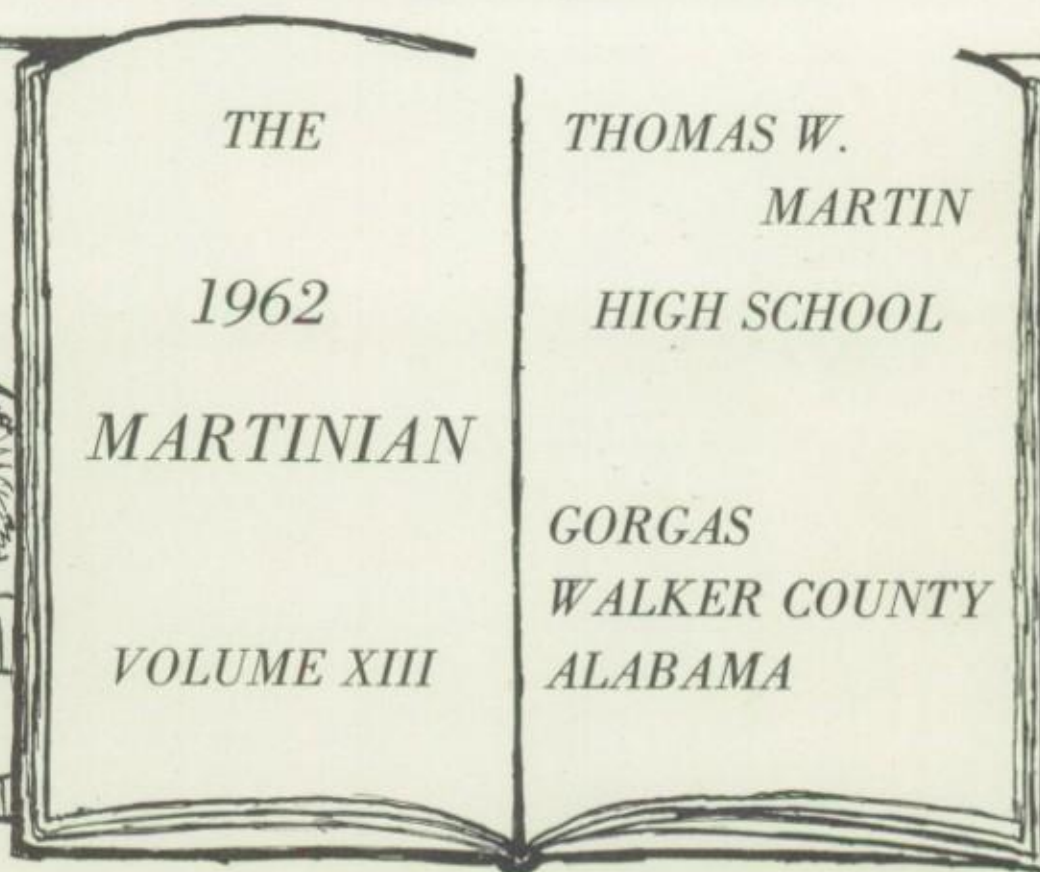 THE
1962
MARTINIAN
VOLUME XIII
THOMAS W.
MARTIN
HIGH SCHOOL
GORGAS
WALKER COUNTY
ALABAMA